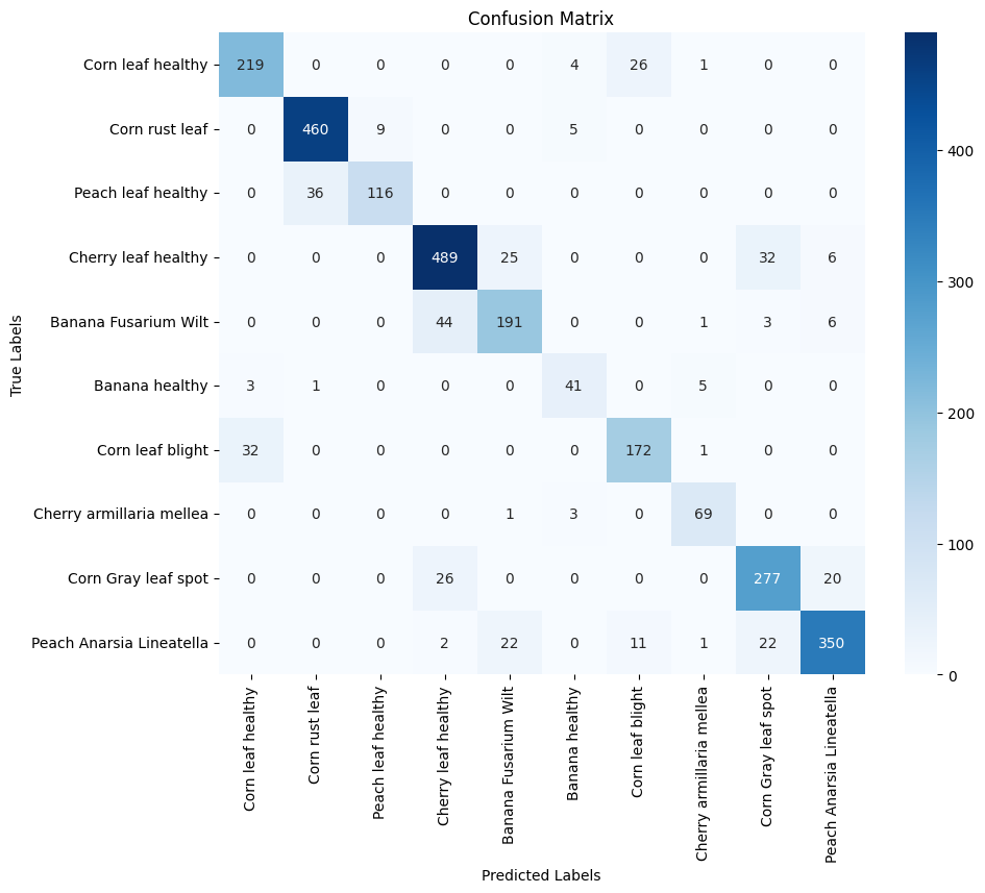 Confusion Matrix
Corn leaf healthy 219 0 0 0 0 4 26 1 0 0
Corn rust leaf 0 460 9 0 0 5 0 0 0 0
Peach leaf healthy 0 36 116 0 0 0 0 0 0 0
Cherry leaf healthy 0 0 0 489 25 0 0 0 32 6
Banana Fusarium Wilt 0 0 0 44 191 0 0 1 3 6
Banana healthy 3 1 0 0 0 41 0 5 0 0
Corn leaf blight 32 0 0 0 0 0 172 1 0 0
Cherry armillaria mellea 0 0 0 0 1 3 0 69 0 0
Corn Gray leaf spot 0 0 0 26 0 0 0 0 277 20
Peach Anarsia Lineatella 0 0 0 2 22 0 11 1 22 350
True Labels
Corn leaf healthy
Corn rust leaf
Peach leaf healthy
Cherry leaf healthy
Banana Fusarium Wilt
Banana healthy
Corn leaf blight
Cherry armillaria mellea
Corn Gray leaf spot
Peach Anarsia Lineatella
Predicted Labels
400
300
200
100
0